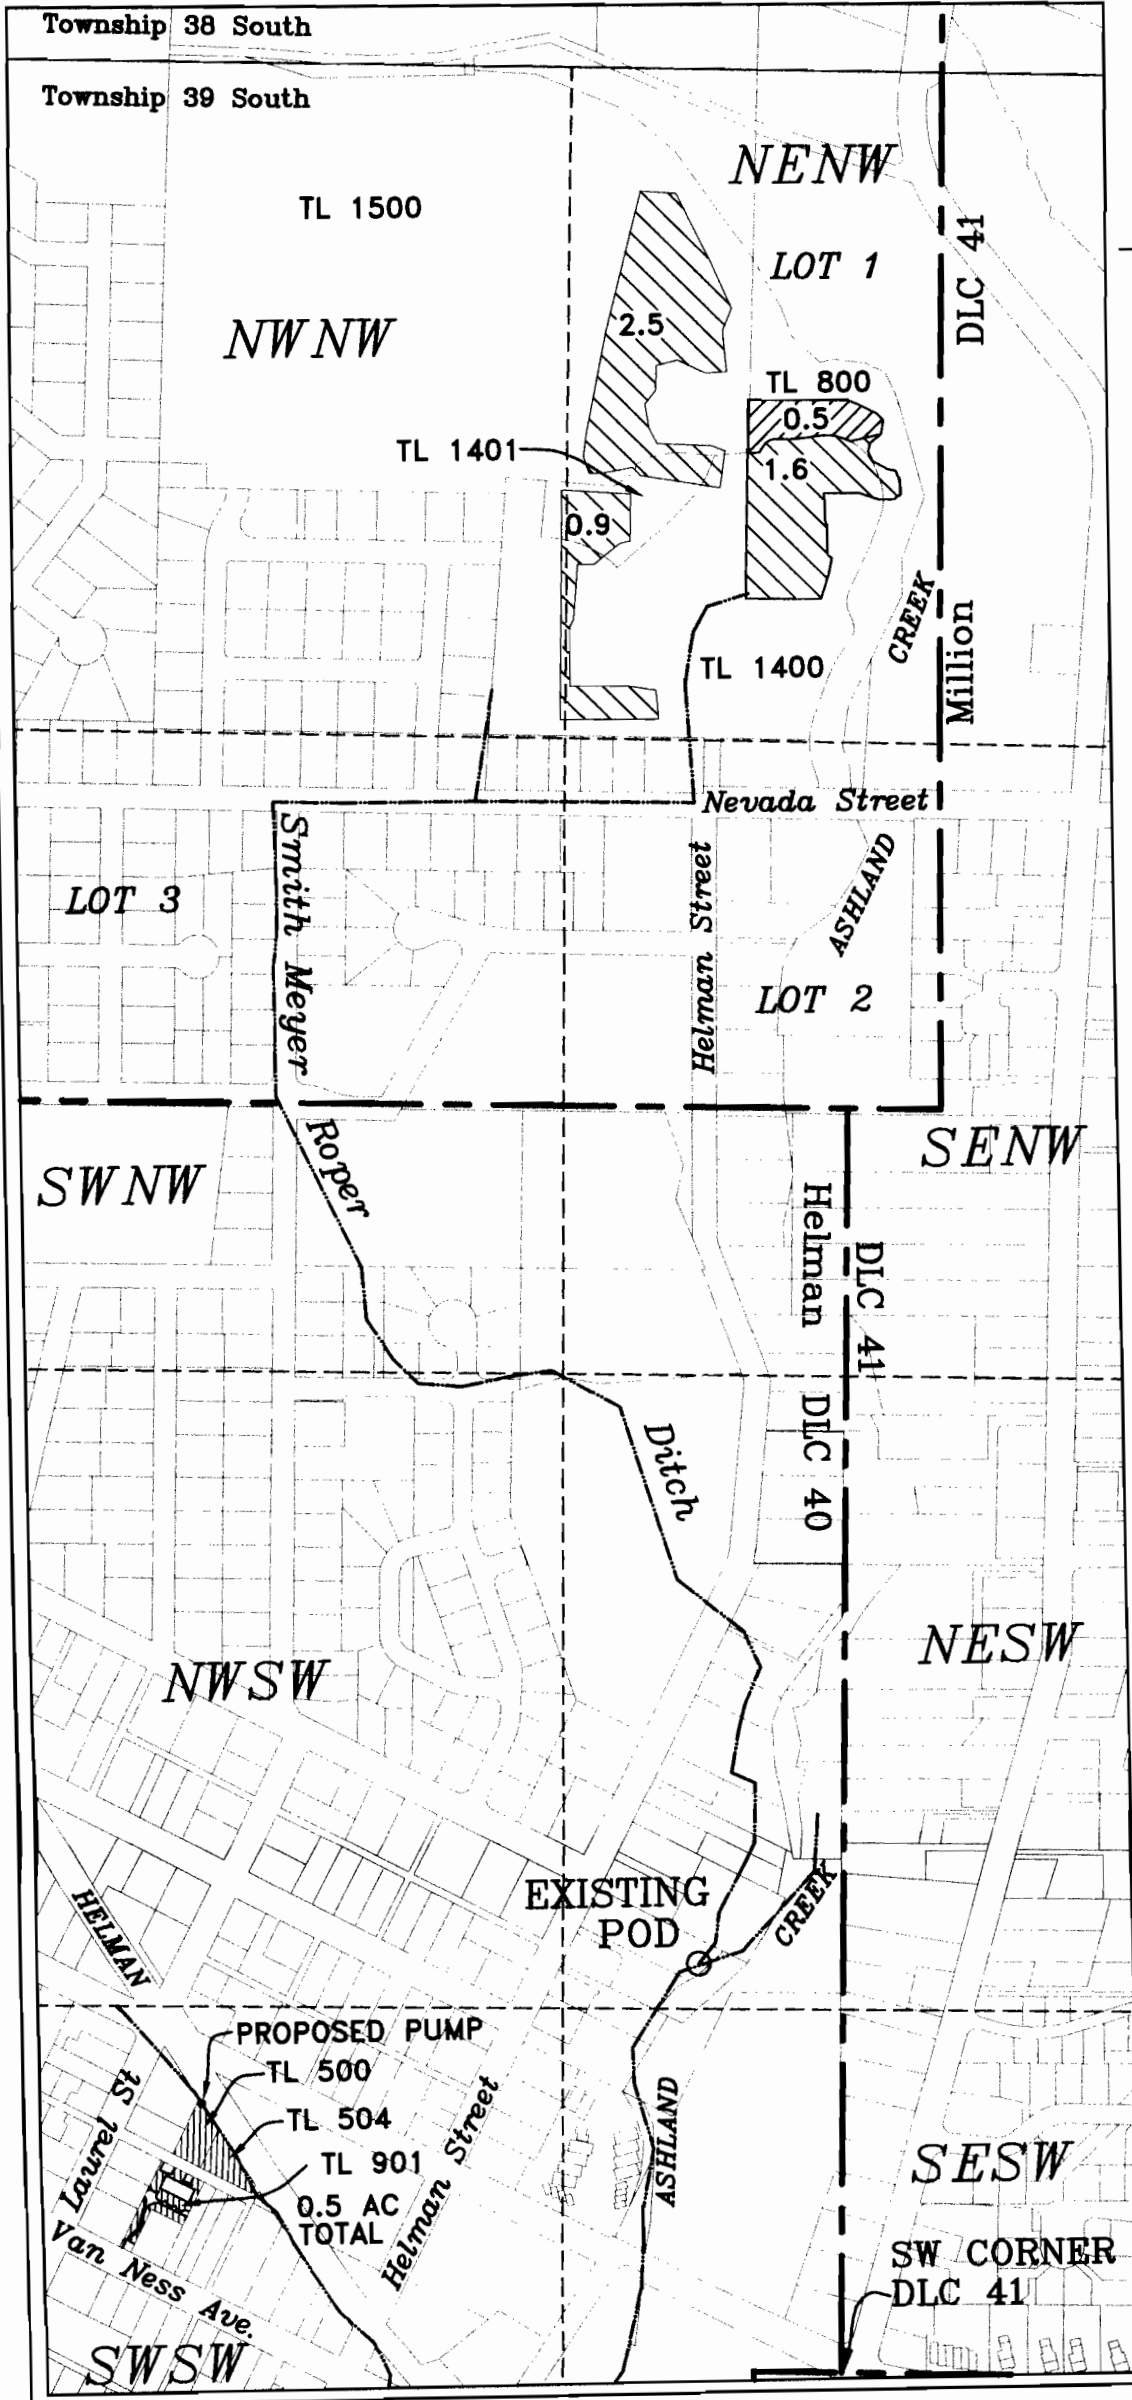 Township 38 South
Township 39 South
NENW
TL 1500
LOT 1
DLC 41
NWNW
2.5
TL 800
0.5
TL 1401
1.6
0.9
CREEK
Million
TL 1400
Nevada Street
Smith Meyer
Helman Street
ASHLAND
LOT 3
LOT 2
Roper
SENW
SWNW
Helman
DLC 41
DLC 40
Ditch
NESW
NWSW
EXISTING
POD
CREEK
HELMAN
PROPOSED PUMP
TL 500
Laurel St
TL 504
Helman Street
ASHLAND
TL 901
0.5 AC
TOTAL
SESW
Van Ness Ave.
SW CORNER
DLC 41
SWSW